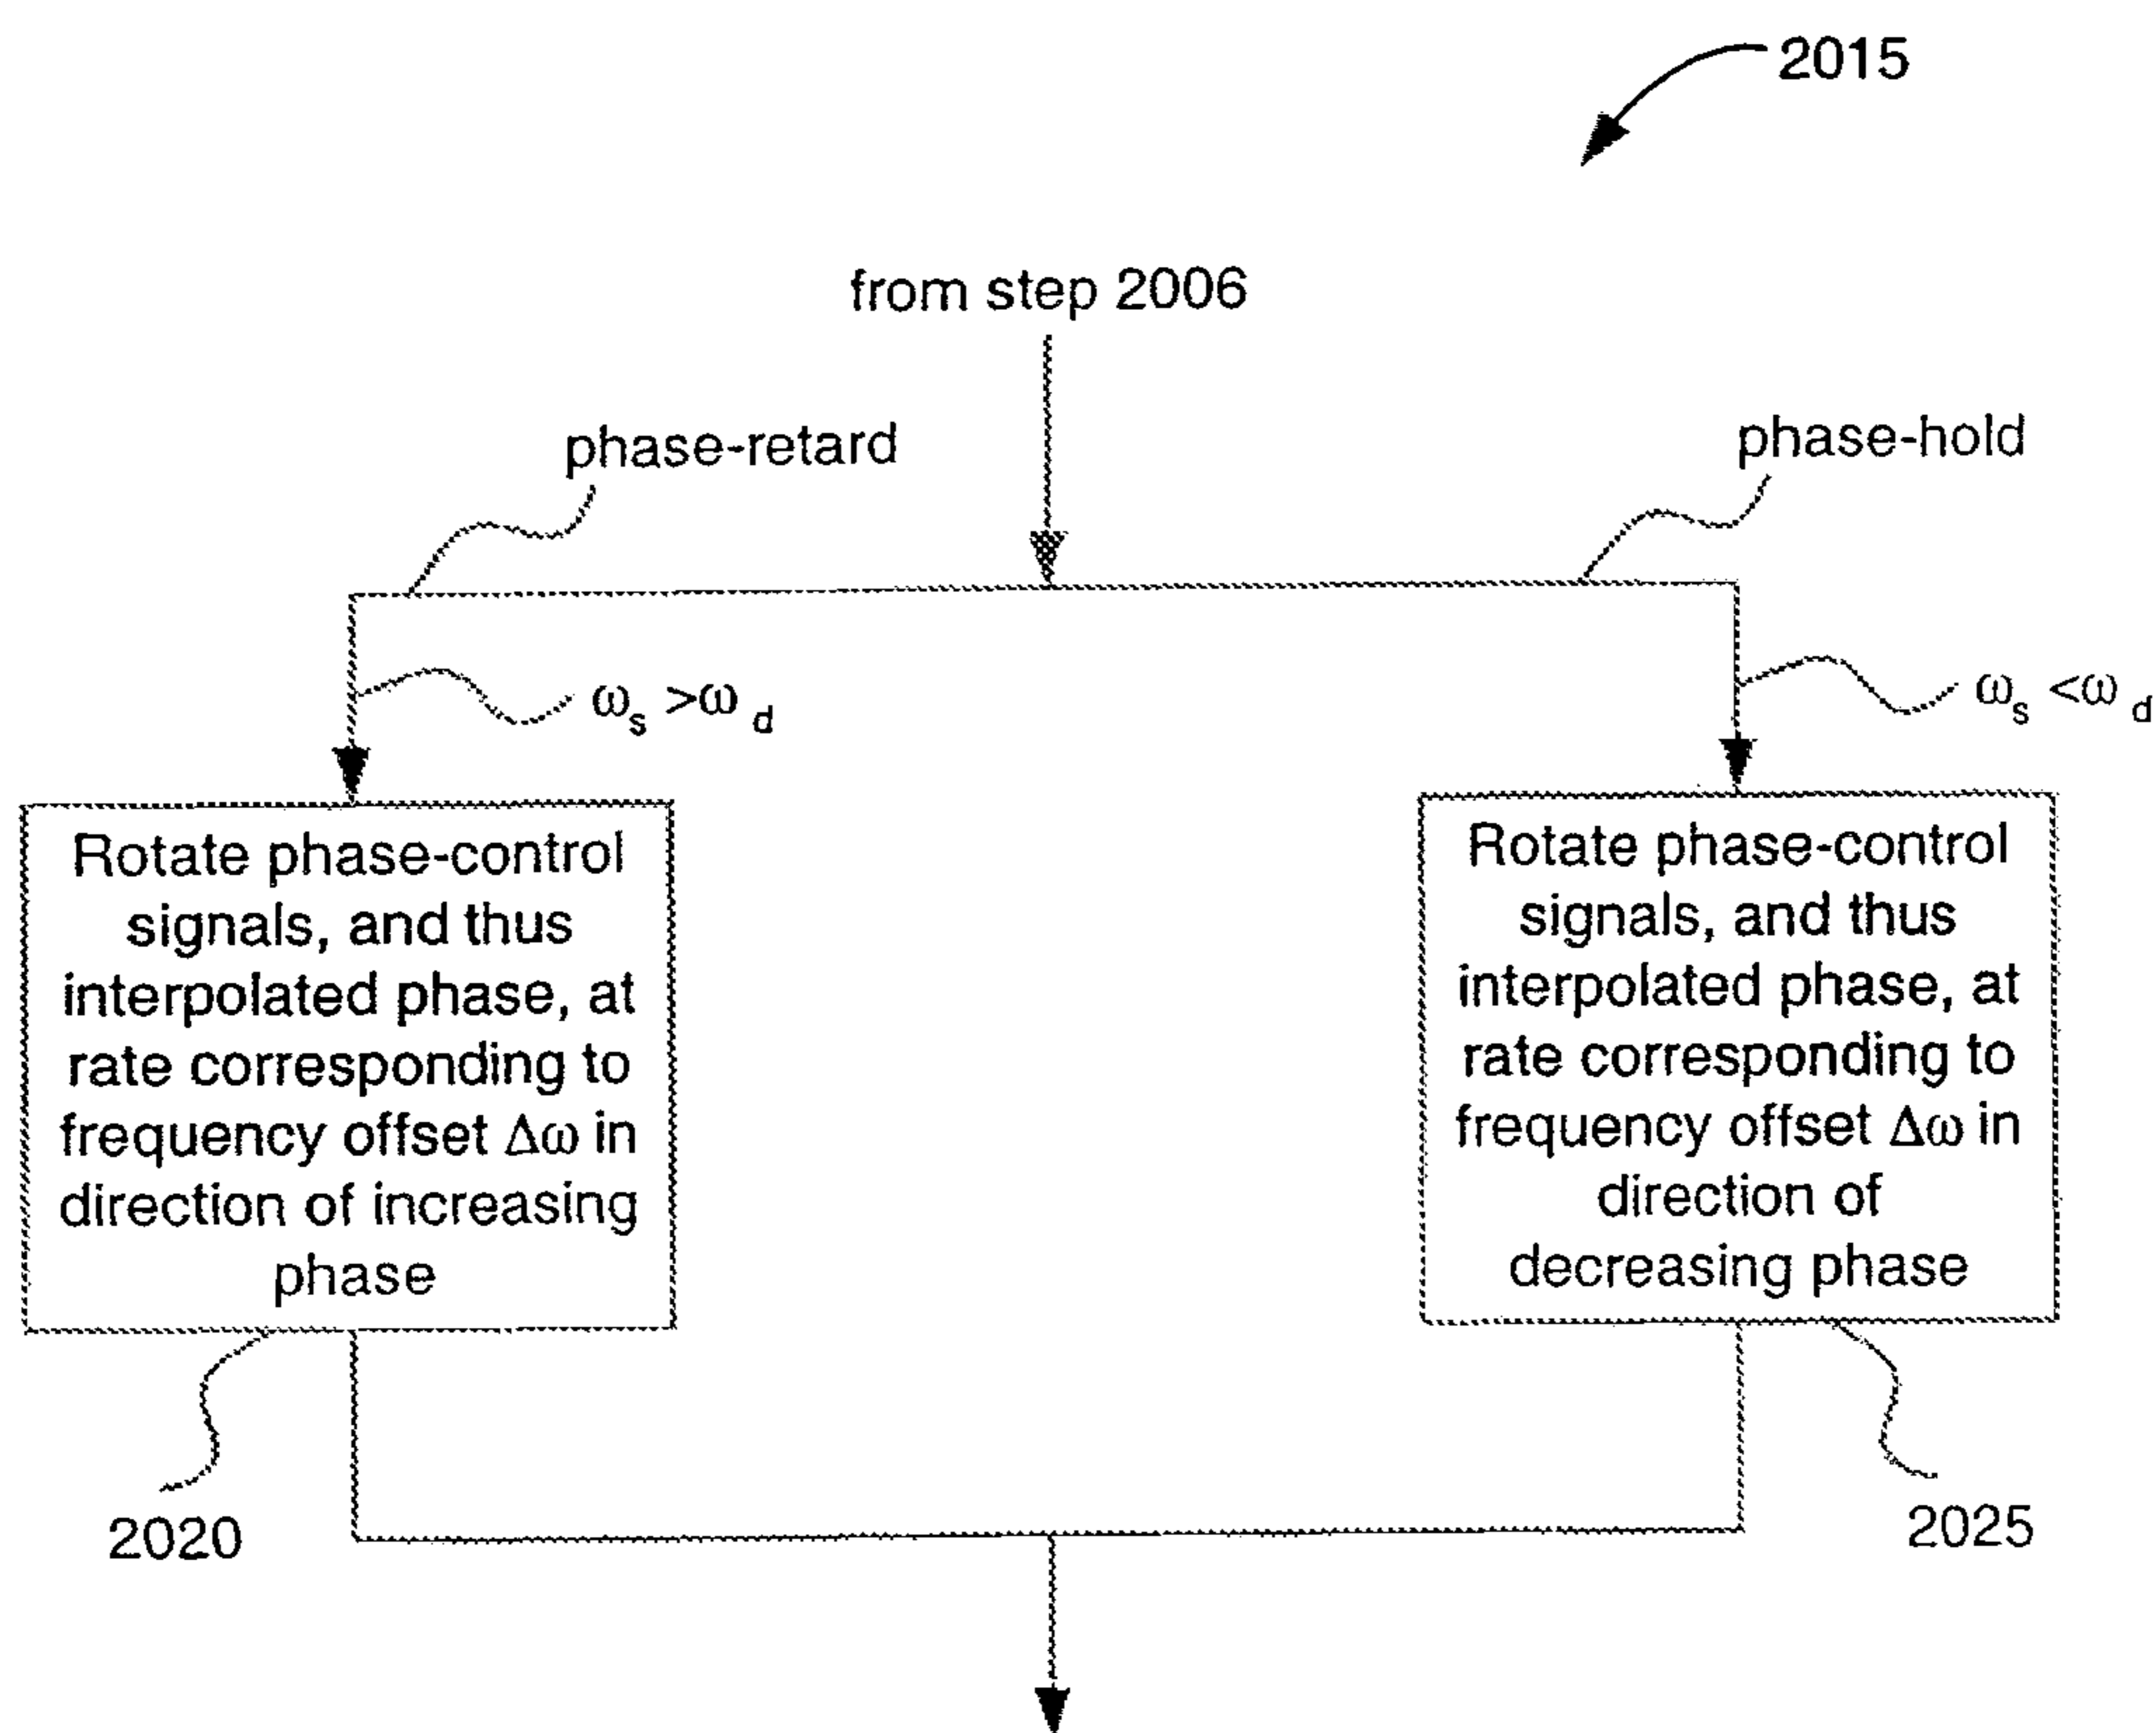 2015
from step 2006
phase-retard
phase-hold
ωs >ω d
ωs <ω d
Rotate phase-control
signals, and thus
interpolated phase, at
rate corresponding to
frequency offset Δω in
direction of increasing
phase
Rotate phase-control
signals, and thus
interpolated phase, at
rate corresponding to
frequency offset Δω in
direction of
decreasing phase
2020
2025